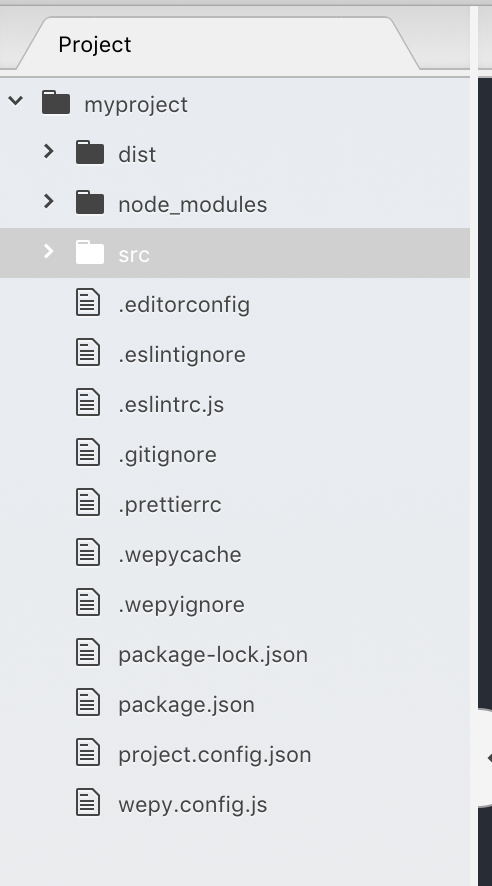 Project
myproject
dist
node_modules
src
.editorconfig
.eslintignore
.eslintrc.js
.gitignore
.prettierrc
.wepycache
.wepyignore
package-lock.json
package.json
project.config.json
wepy.config.js